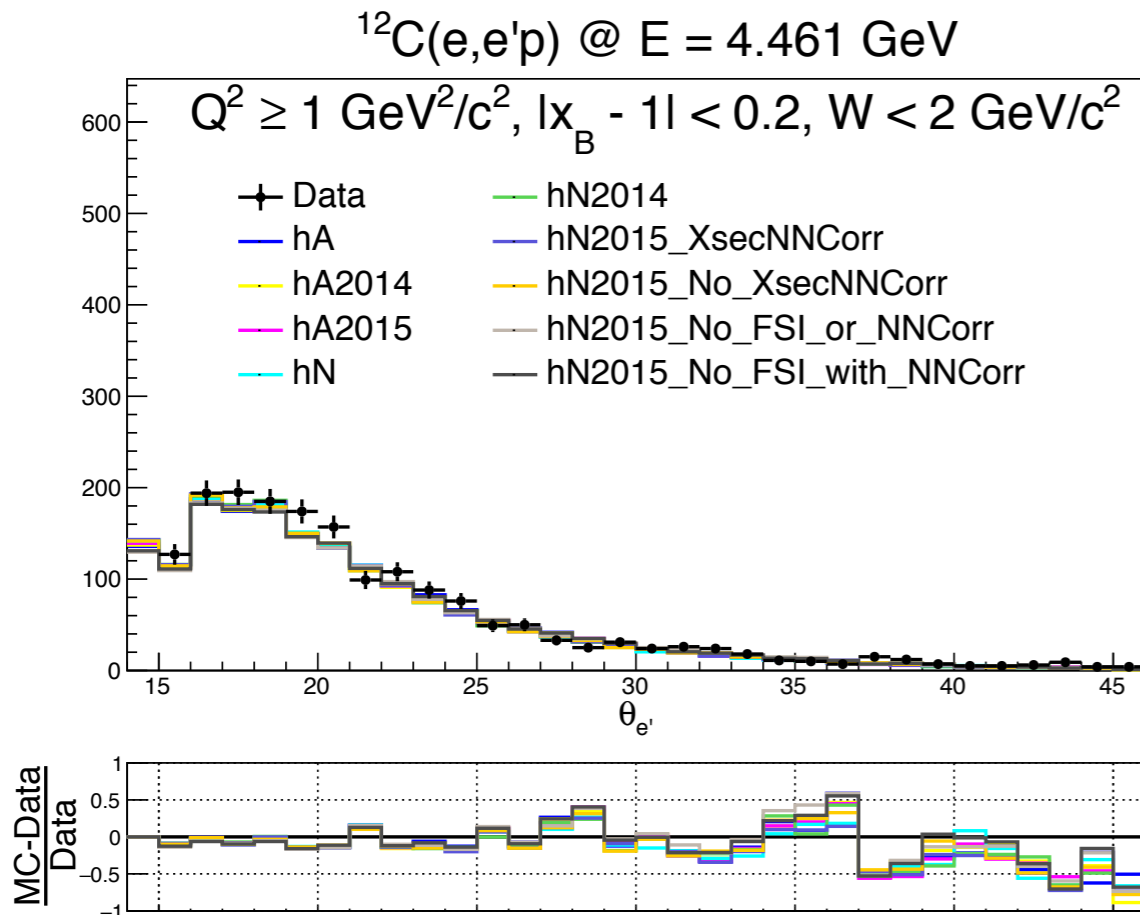 ¹²C(e,e'p) @ E = 4.461 GeV
Q² ≥ 1 GeV²/c², |x_B - 1| < 0.2, W < 2 GeV/c²
Data
hA
hA2014
hA2015
hN
hN2014
hN2015_XsecNNCorr
hN2015_No_XsecNNCorr
hN2015_No_FSI_or_NNCorr
hN2015_No_FSI_with_NNCorr
600
500
400
300
200
100
0
15 20 25 30 35 40 45
θ_e'
MC-Data
Data
1
0.5
0
−0.5
−1